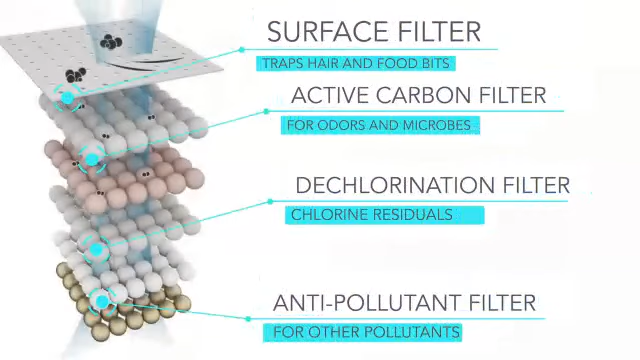 SURFACE FILTER
TRAPS HAIR AND FOOD BITS
ACTIVE CARBON FILTER
FOR ODORS AND MICROBES
DECHLORINATION FILTER
CHLORINE RESIDUALS
ANTI-POLLUTANT FILTER
FOR OTHER POLLUTANTS